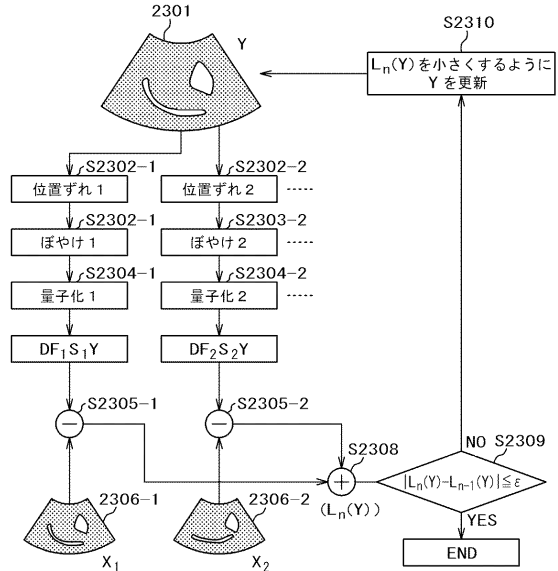 2301
Y
S2310
Lₙ(Y)を小さくするように
Yを更新
S2302-1
S2302-2
位置ずれ1
位置ずれ2
S2302-1
S2303-2
ぼやけ1
ぼやけ2
S2304-1
S2304-2
量子化1
量子化2
DF₁S₁Y
DF₂S₂Y
S2305-1
S2305-2
−
−
S2308
+
(Lₙ(Y))
NO
S2309
|Lₙ(Y)-Lₙ₋₁(Y)|≦ε
YES
END
2306-1
2306-2
X₁
X₂